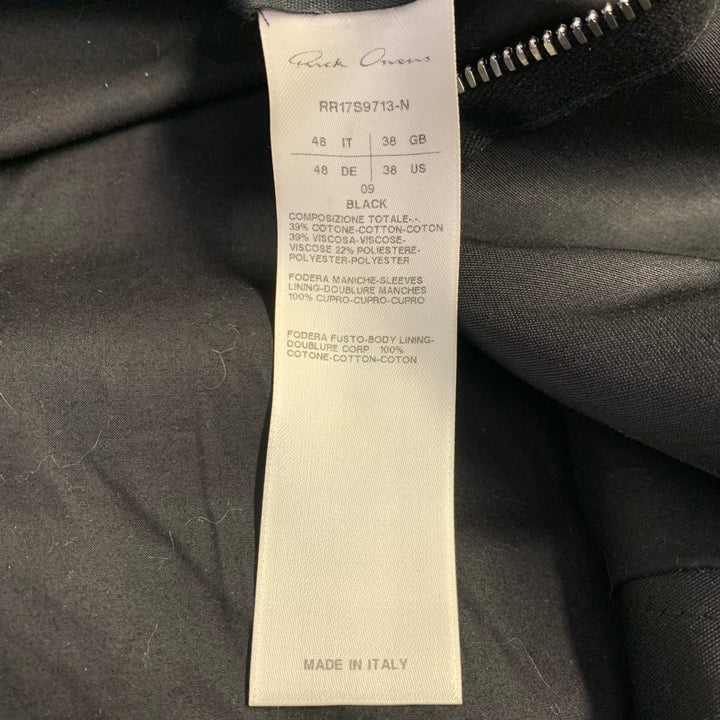 Rick Owens
RR17S9713-N
48 IT 38 GB
48 DE 38 US
09
BLACK
COMPOSIZIONE TOTALE-.-.
39% COTONE-COTTON-COTON
39% VISCOSA-VISCOSE-
VISCOSE 22% POLIESTERE-
POLYESTER-POLYESTER
FODERA MANICHE-SLEEVES
LINING-DOUBLURE MANCHES
100% CUPRO-CUPRO-CUPRO
FODERA FUSTO-BODY LINING-
DOUBLURE CORP 100%
COTONE-COTTON-COTON
MADE IN ITALY